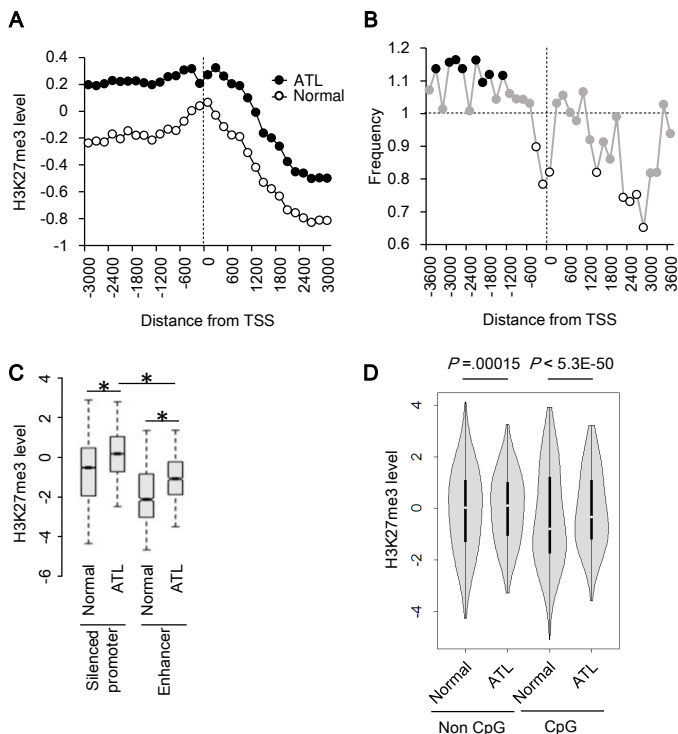 A
H3K27me3 level
0.4
0.2
0
-0.2
-0.4
-0.6
-0.8
-1
ATL
Normal
-3000
-2400
-1800
-1200
-600
0
600
1200
1800
2400
3000
Distance from TSS
B
Frequency
1.2
1.1
1
0.9
0.8
0.7
0.6
-3600
-3000
-2400
-1800
-1200
-600
0
600
1200
1800
2400
3000
3600
Distance from TSS
C
H3K27me3 level
4
2
0
-2
-4
-6
*
*
*
Normal
ATL
Normal
ATL
Silenced
promoter
Enhancer
D
P =.00015
P < 5.3E-50
H3K27me3 level
4
2
0
-2
-4
Normal
ATL
Normal
ATL
Non CpG
CpG